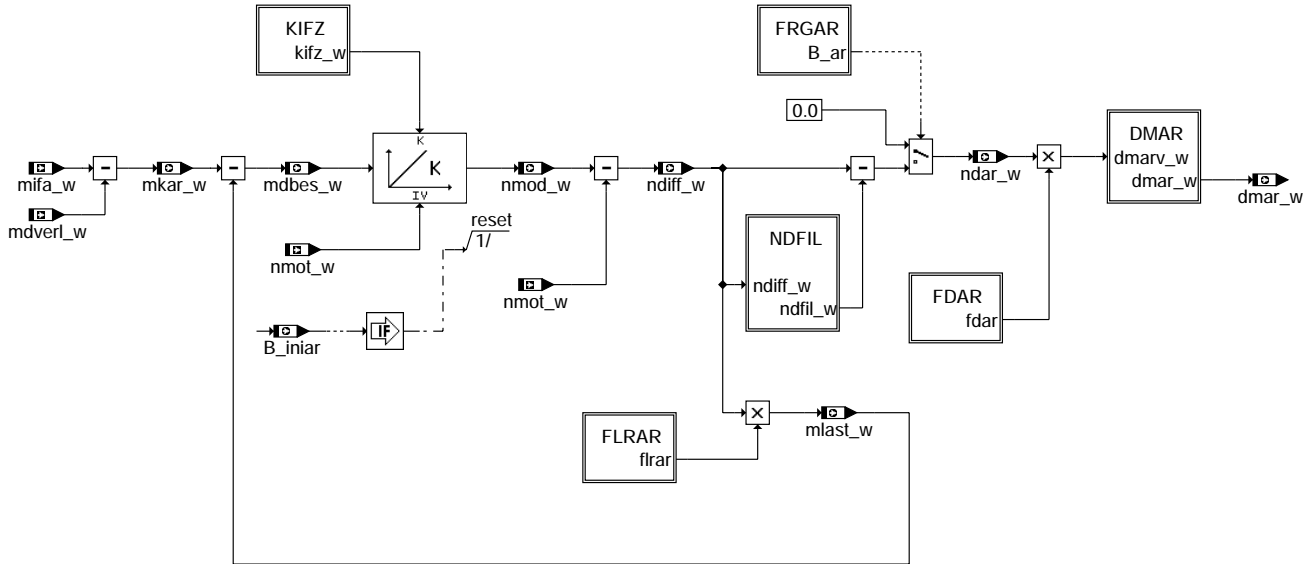 KIFZ
kifz_w
FRGAR
B_ar
0.0
DMAR
dmarv_w
dmar_w
K
K
IV
mifa_w
mkar_w
mdbes_w
nmod_w
ndiff_w
ndar_w
dmar_w
mdverl_w
reset
1/
nmot_w
NDFIL
ndiff_w
ndfil_w
nmot_w
FDAR
fdar
B_iniar
IF
FLRAR
flrar
mlast_w